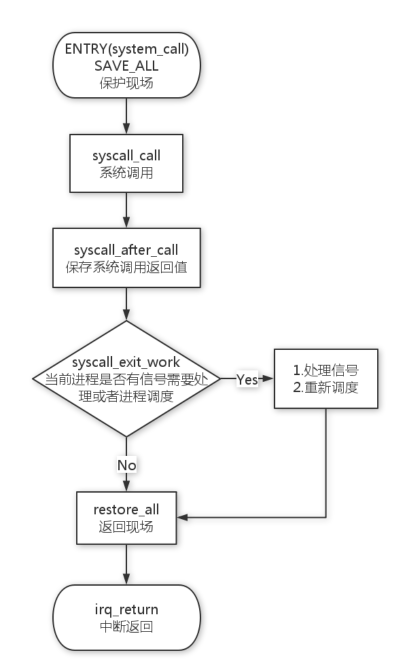 ENTRY(system_call)
SAVE_ALL
保护现场
syscall_call
系统调用
syscall_after_call
保存系统调用返回值
syscall_exit_work
当前进程是否有信号需要处
理或者进程调度
Yes
1.处理信号
2.重新调度
No
restore_all
返回现场
irq_return
中断返回